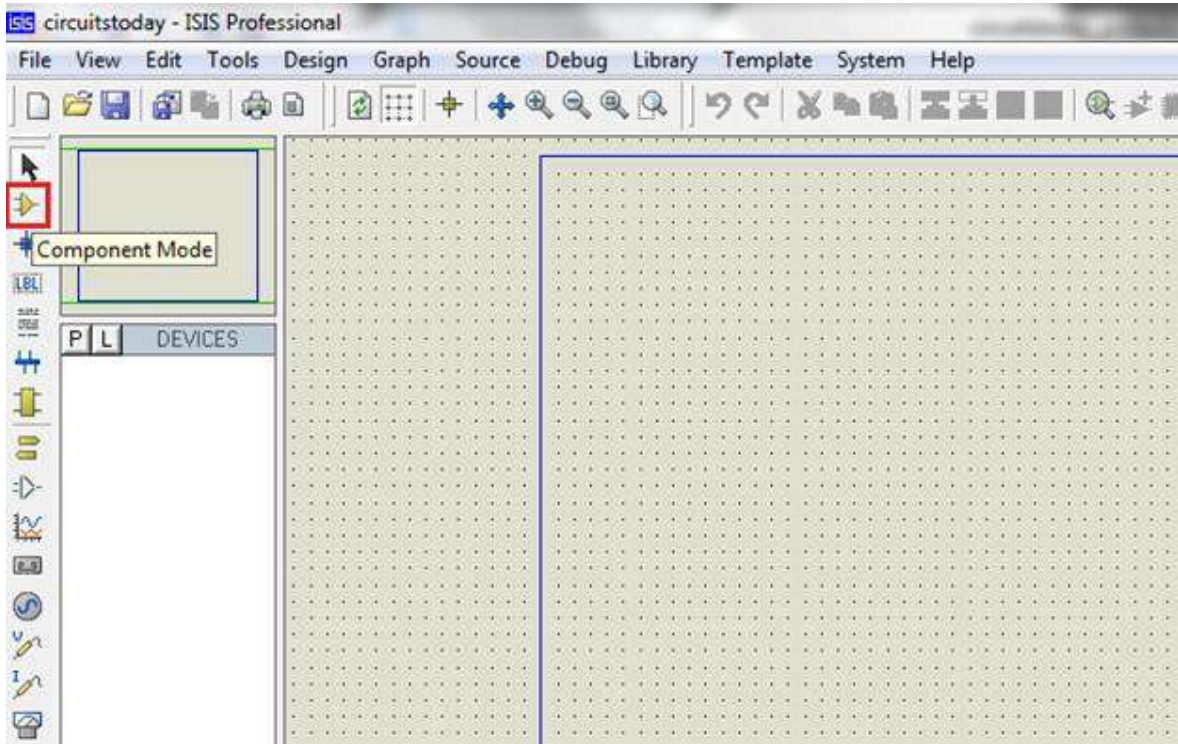 ISIS circuitstoday - ISIS Professional
File View Edit Tools Design Graph Source Debug Library Template System Help
Component Mode
LBL
P L DEVICES
V
I